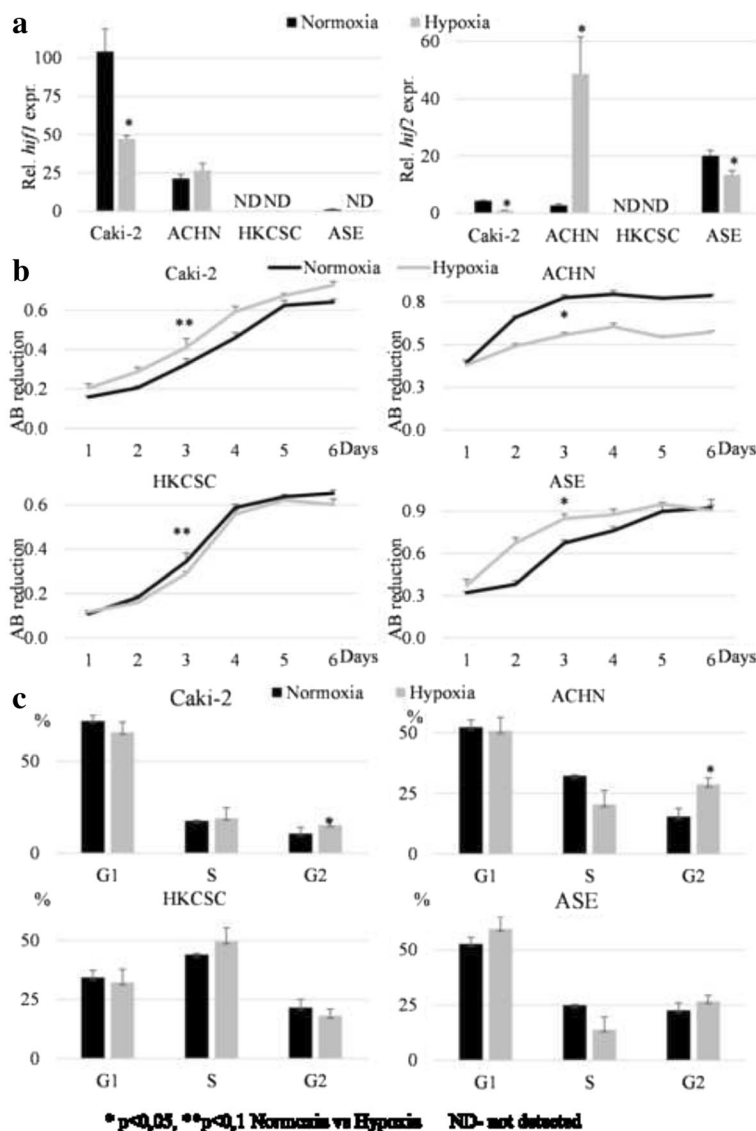 a
Normoxia Hypoxia
Rel. hif1 expr.
100
75
50
25
0
*
ND ND
ND
Caki-2 ACHN HKCSC ASE
Rel. hif2 expr.
60
40
20
0
*
*
ND ND
*
Caki-2 ACHN HKCSC ASE
b
Caki-2
Normoxia Hypoxia
AB reduction
0.6
0.4
0.2
0.0
**
1 2 3 4 5 6 Days
ACHN
AB reduction
0.8
0.5
0.3
0.0
*
1 2 3 4 5 6 Days
HKCSC
AB reduction
0.6
0.4
0.2
0.0
**
1 2 3 4 5 6 Days
ASE
AB reduction
0.9
0.6
0.3
0.0
*
1 2 3 4 5 6 Days
c
Caki-2
Normoxia Hypoxia
%
50
0
*
G1 S G2
ACHN
%
50
25
0
*
G1 S G2
HKCSC
%
50
25
0
G1 S G2
ASE
%
50
25
0
G1 S G2
* p<0,05, **p<0,1 Normoxia vs Hypoxia ND- not detected